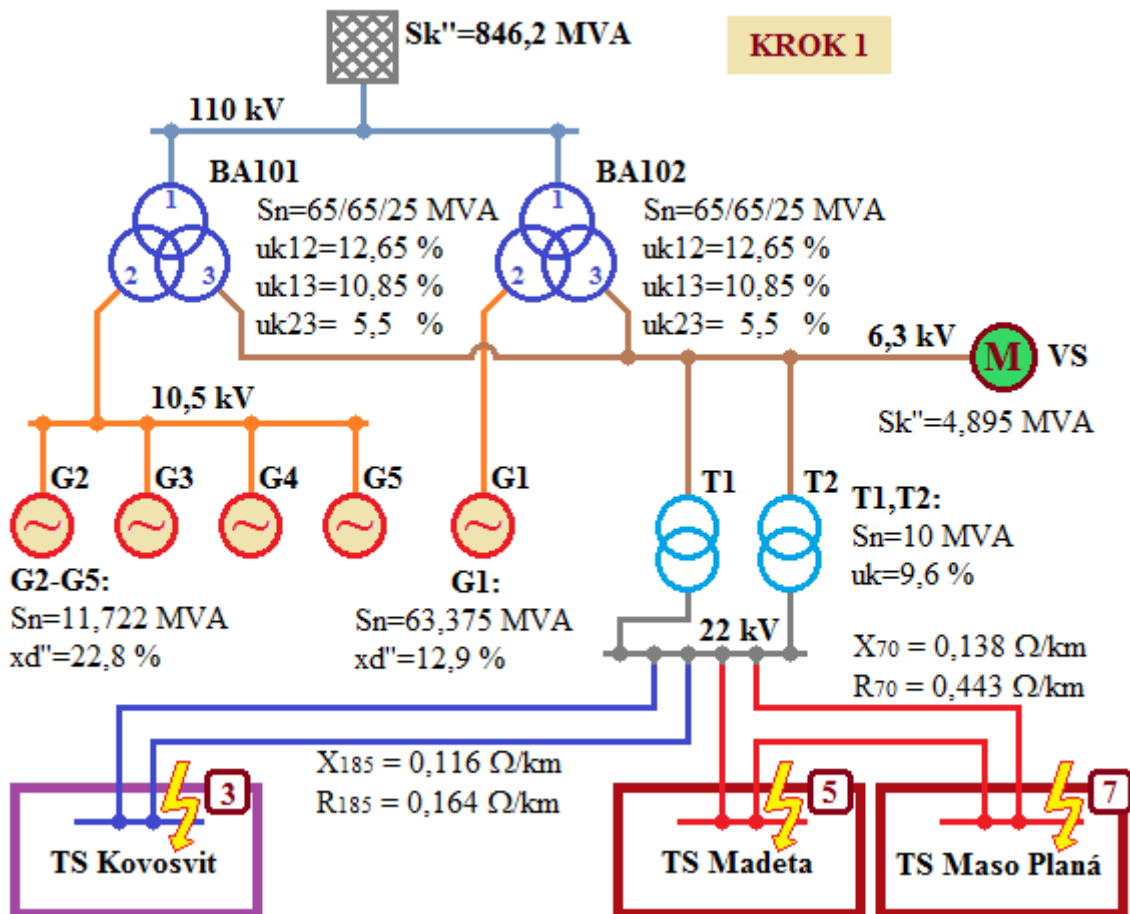 Sk"=846,2 MVA
KROK 1
110 kV
BA101
BA102
1
2
3
1
2
3
Sn=65/65/25 MVA
uk12=12,65 %
uk13=10,85 %
uk23= 5,5 %
Sn=65/65/25 MVA
uk12=12,65 %
uk13=10,85 %
uk23= 5,5 %
6,3 kV
M
VS
Sk"=4,895 MVA
10,5 kV
G2
G3
G4
G5
G1
T1
T2
T1,T2:
Sn=10 MVA
uk=9,6 %
G2-G5:
Sn=11,722 MVA
xd"=22,8 %
G1:
Sn=63,375 MVA
xd"=12,9 %
22 kV
X70 = 0,138 Ω/km
R70 = 0,443 Ω/km
X185 = 0,116 Ω/km
R185 = 0,164 Ω/km
3
TS Kovosvit
5
TS Madeta
7
TS Maso Planá